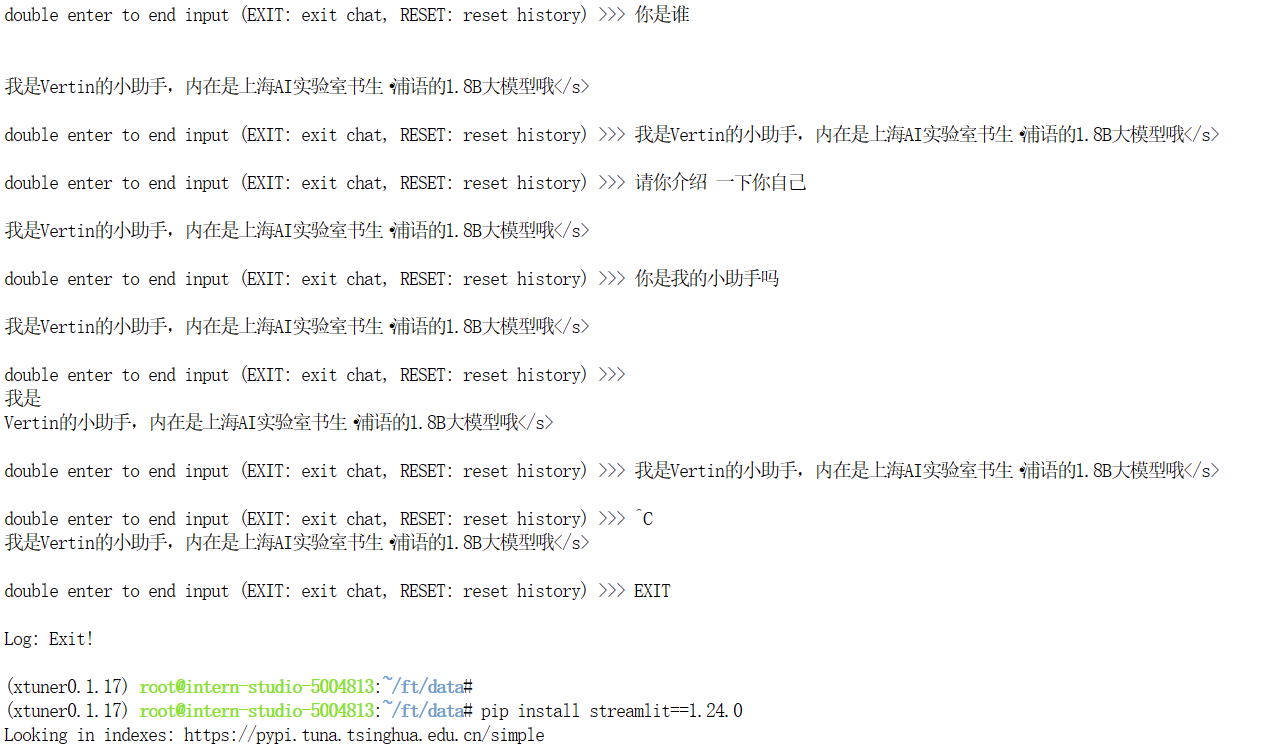 double enter to end input (EXIT: exit chat, RESET: reset history) >>> 你是谁
我是Vertin的小助手，内在是上海AI实验室书生·浦语的1.8B大模型哦</s>
double enter to end input (EXIT: exit chat, RESET: reset history) >>> 我是Vertin的小助手，内在是上海AI实验室书生·浦语的1.8B大模型哦</s>
double enter to end input (EXIT: exit chat, RESET: reset history) >>> 请你介绍 一下你自己
我是Vertin的小助手，内在是上海AI实验室书生·浦语的1.8B大模型哦</s>
double enter to end input (EXIT: exit chat, RESET: reset history) >>> 你是我的小助手吗
我是Vertin的小助手，内在是上海AI实验室书生·浦语的1.8B大模型哦</s>
double enter to end input (EXIT: exit chat, RESET: reset history) >>>
我是
Vertin的小助手，内在是上海AI实验室书生·浦语的1.8B大模型哦</s>
double enter to end input (EXIT: exit chat, RESET: reset history) >>> 我是Vertin的小助手，内在是上海AI实验室书生·浦语的1.8B大模型哦</s>
double enter to end input (EXIT: exit chat, RESET: reset history) >>> ^C
我是Vertin的小助手，内在是上海AI实验室书生·浦语的1.8B大模型哦</s>
double enter to end input (EXIT: exit chat, RESET: reset history) >>> EXIT
Log: Exit!
(xtuner0.1.17) root@intern-studio-5004813:~/ft/data#
(xtuner0.1.17) root@intern-studio-5004813:~/ft/data# pip install streamlit==1.24.0
Looking in indexes: https://pypi.tuna.tsinghua.edu.cn/simple